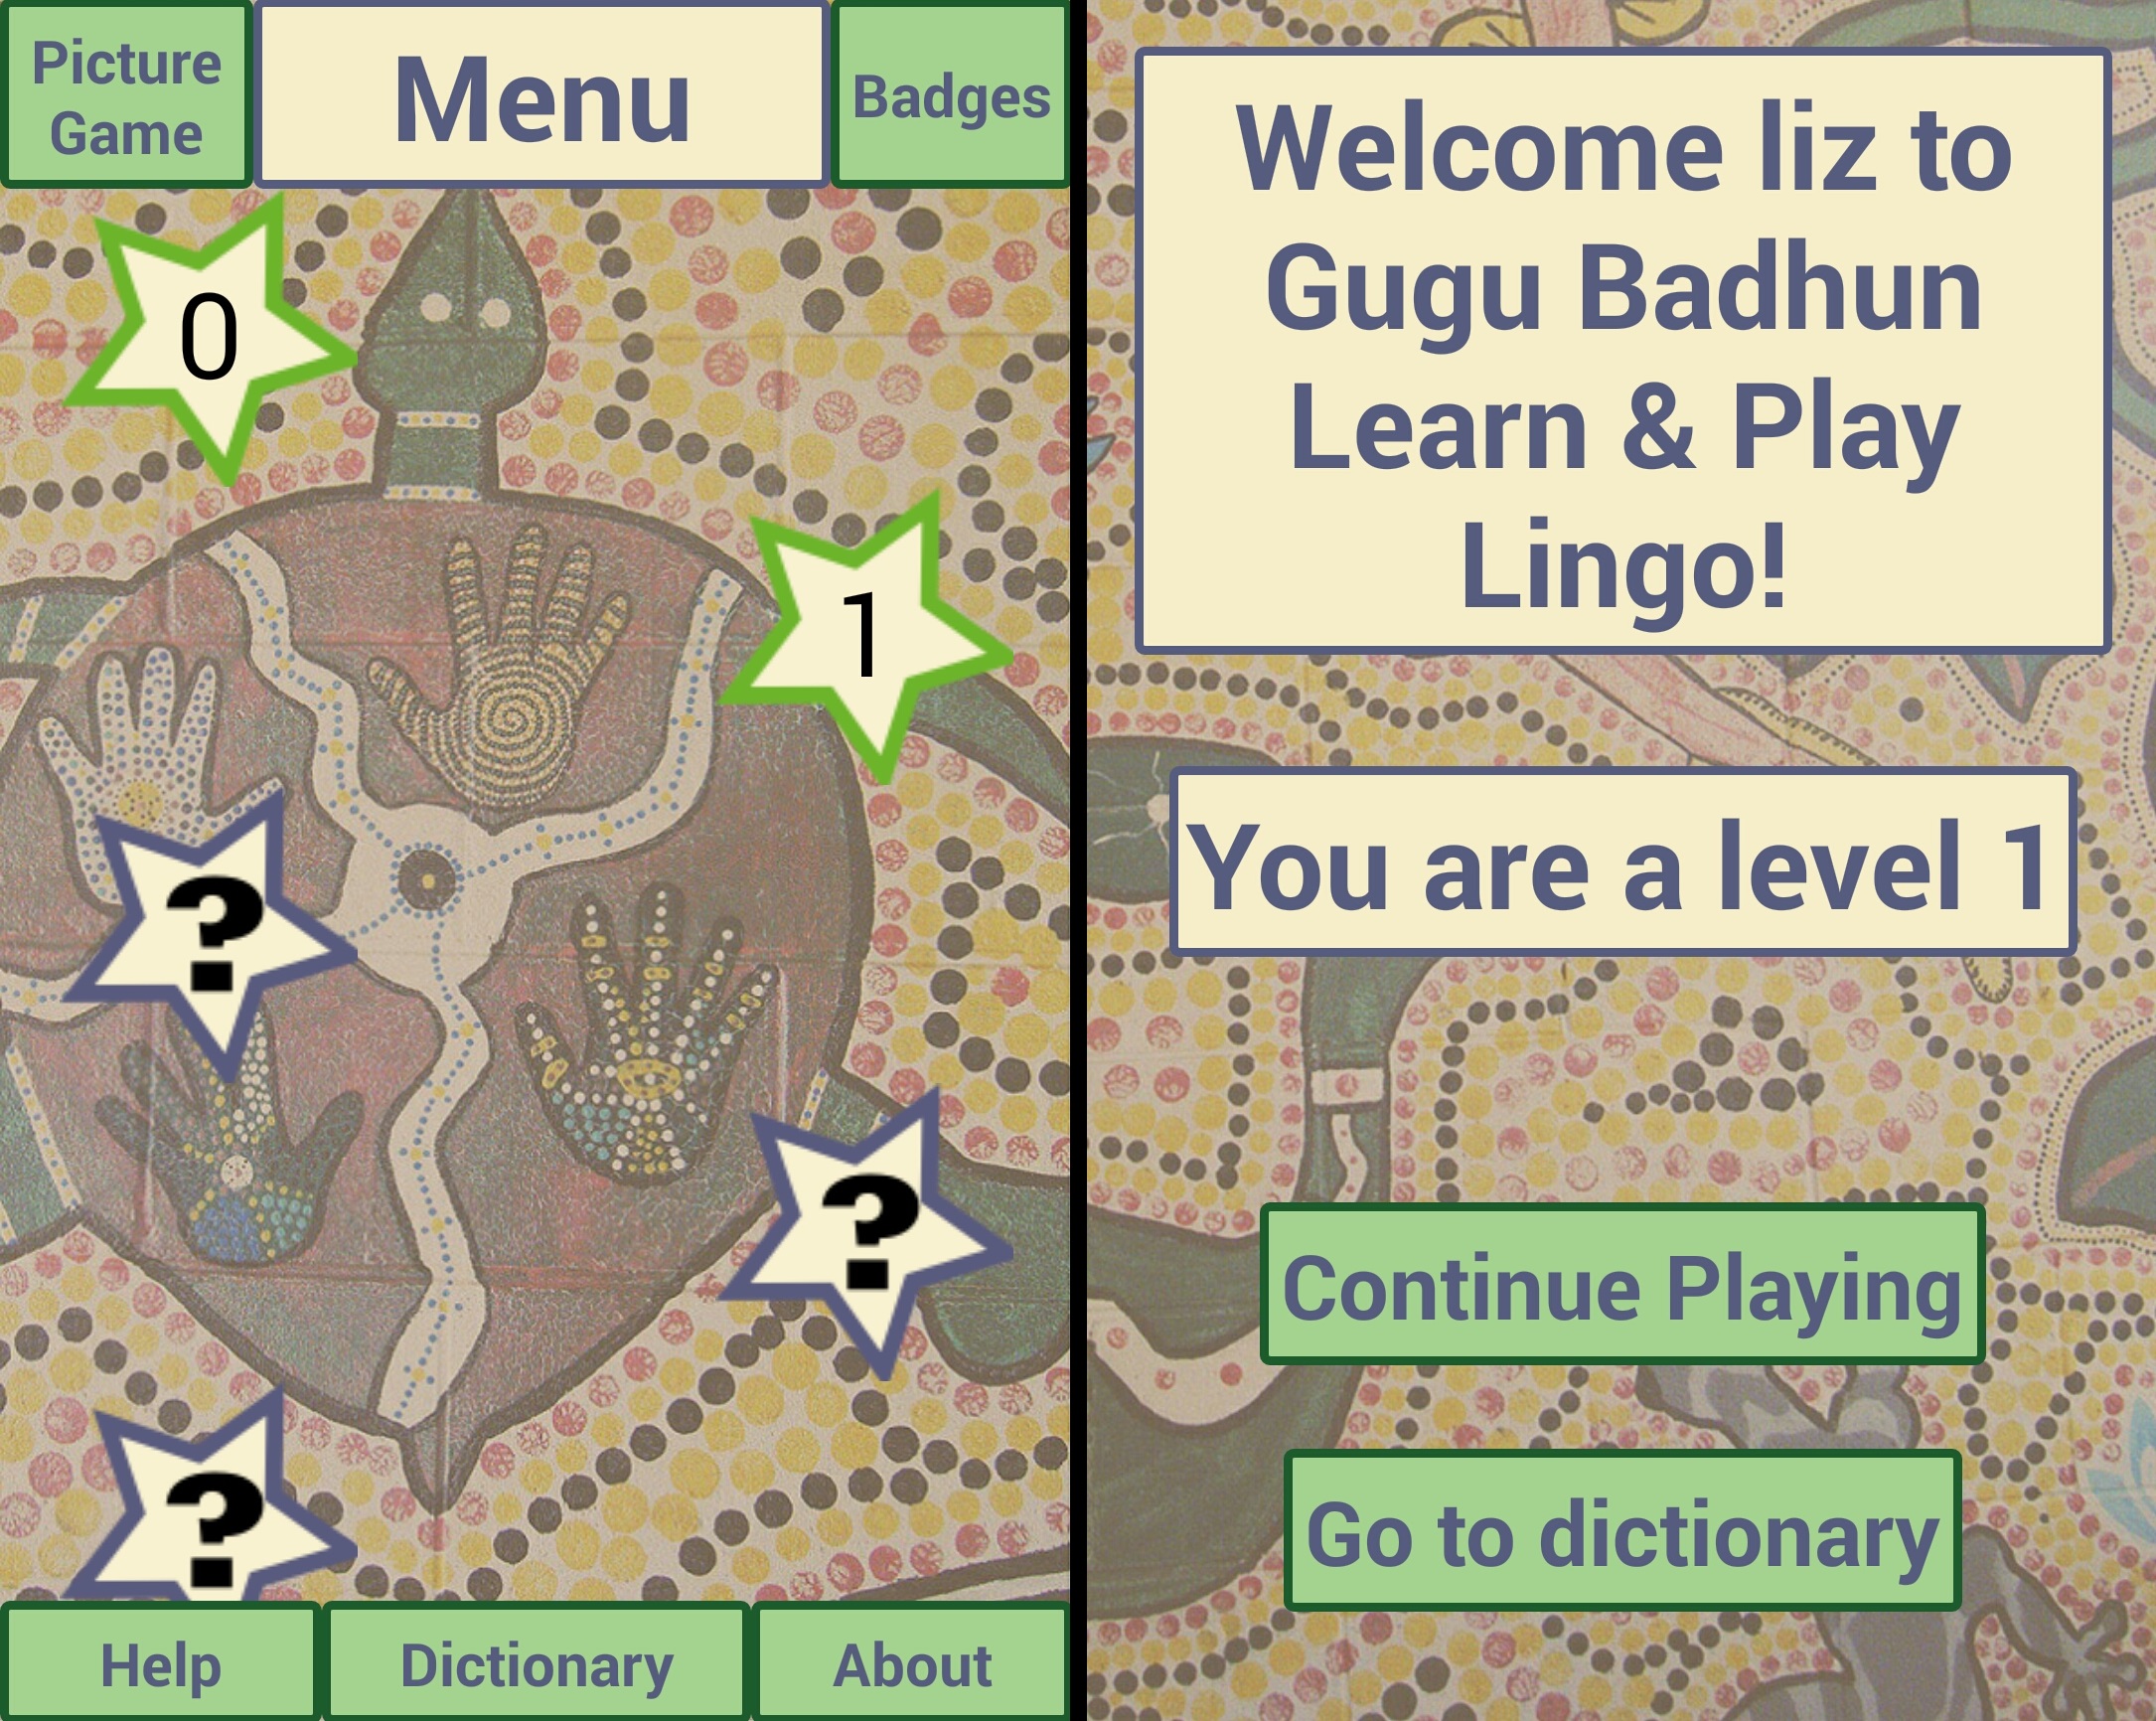 Picture
Game
Menu
Badges
0
1
?
?
?
Help
Dictionary
About
Welcome liz to
Gugu Badhun
Learn & Play
Lingo!
You are a level 1
Continue Playing
Go to dictionary